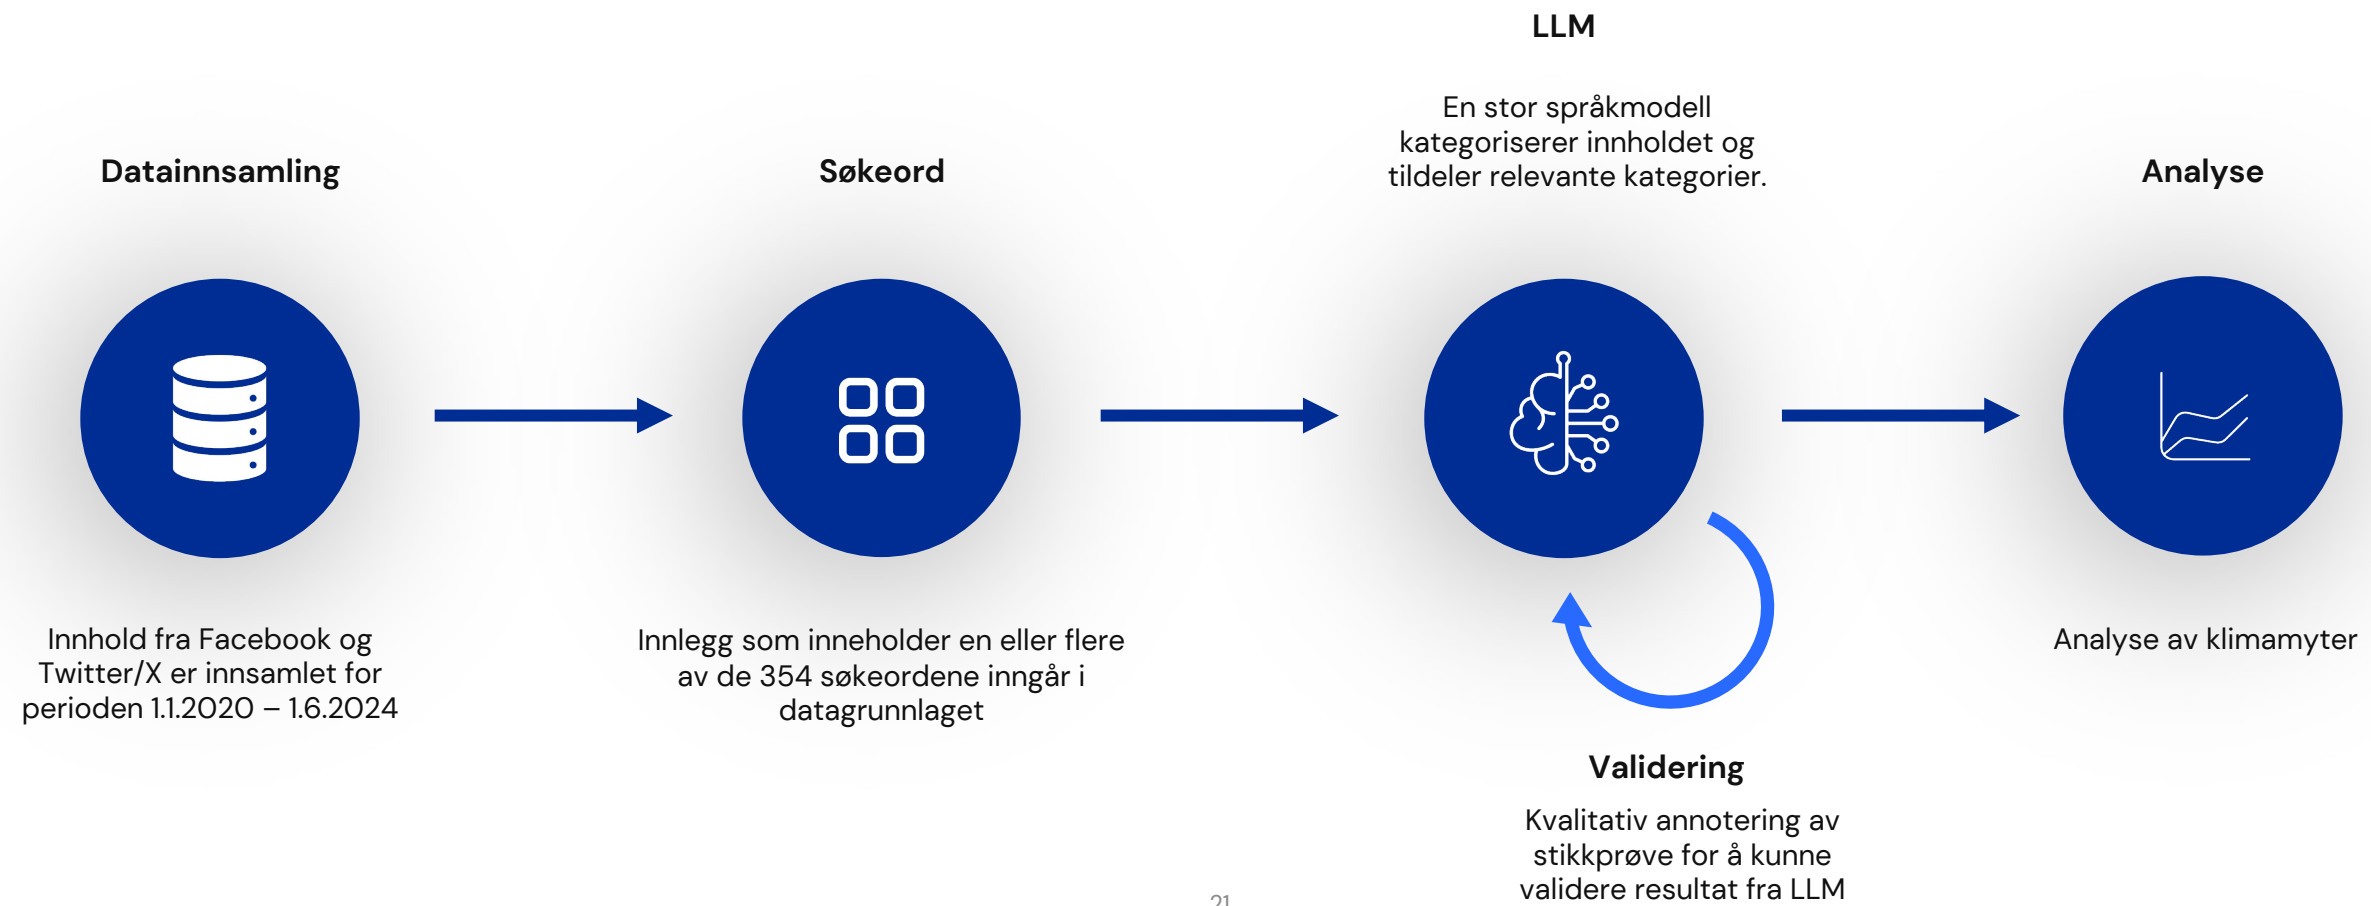 Datainnsamling
Innhold fra Facebook og
Twitter/X er innsamlet for
perioden 1.1.2020 – 1.6.2024
Søkeord
Innlegg som inneholder en eller flere
av de 354 søkeordene inngår i
datagrunnlaget
LLM
En stor språkmodell
kategoriserer innholdet og
tildeler relevante kategorier.
Validering
Kvalitativ annotering av
stikkprøve for å kunne
validere resultat fra LLM
Analyse
Analyse av klimamyter
21